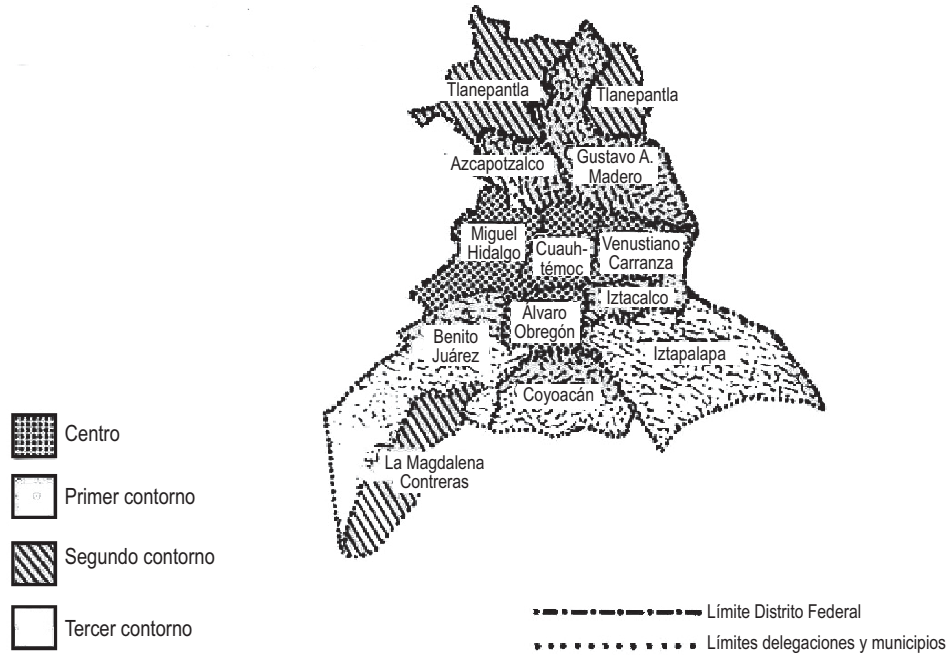 Tlanepantla
Tlanepantla
Azcapotzalco
Gustavo A.
Madero
Miguel
Hidalgo
Cuauh-
témoc
Venustiano
Carranza
Iztacalco
Alvaro
Obregón
Benito
Juárez
Iztapalapa
Coyoacán
La Magdalena
Contreras
Centro
Primer contorno
Segundo contorno
Tercer contorno
Límite Distrito Federal
Límites delegaciones y municipios